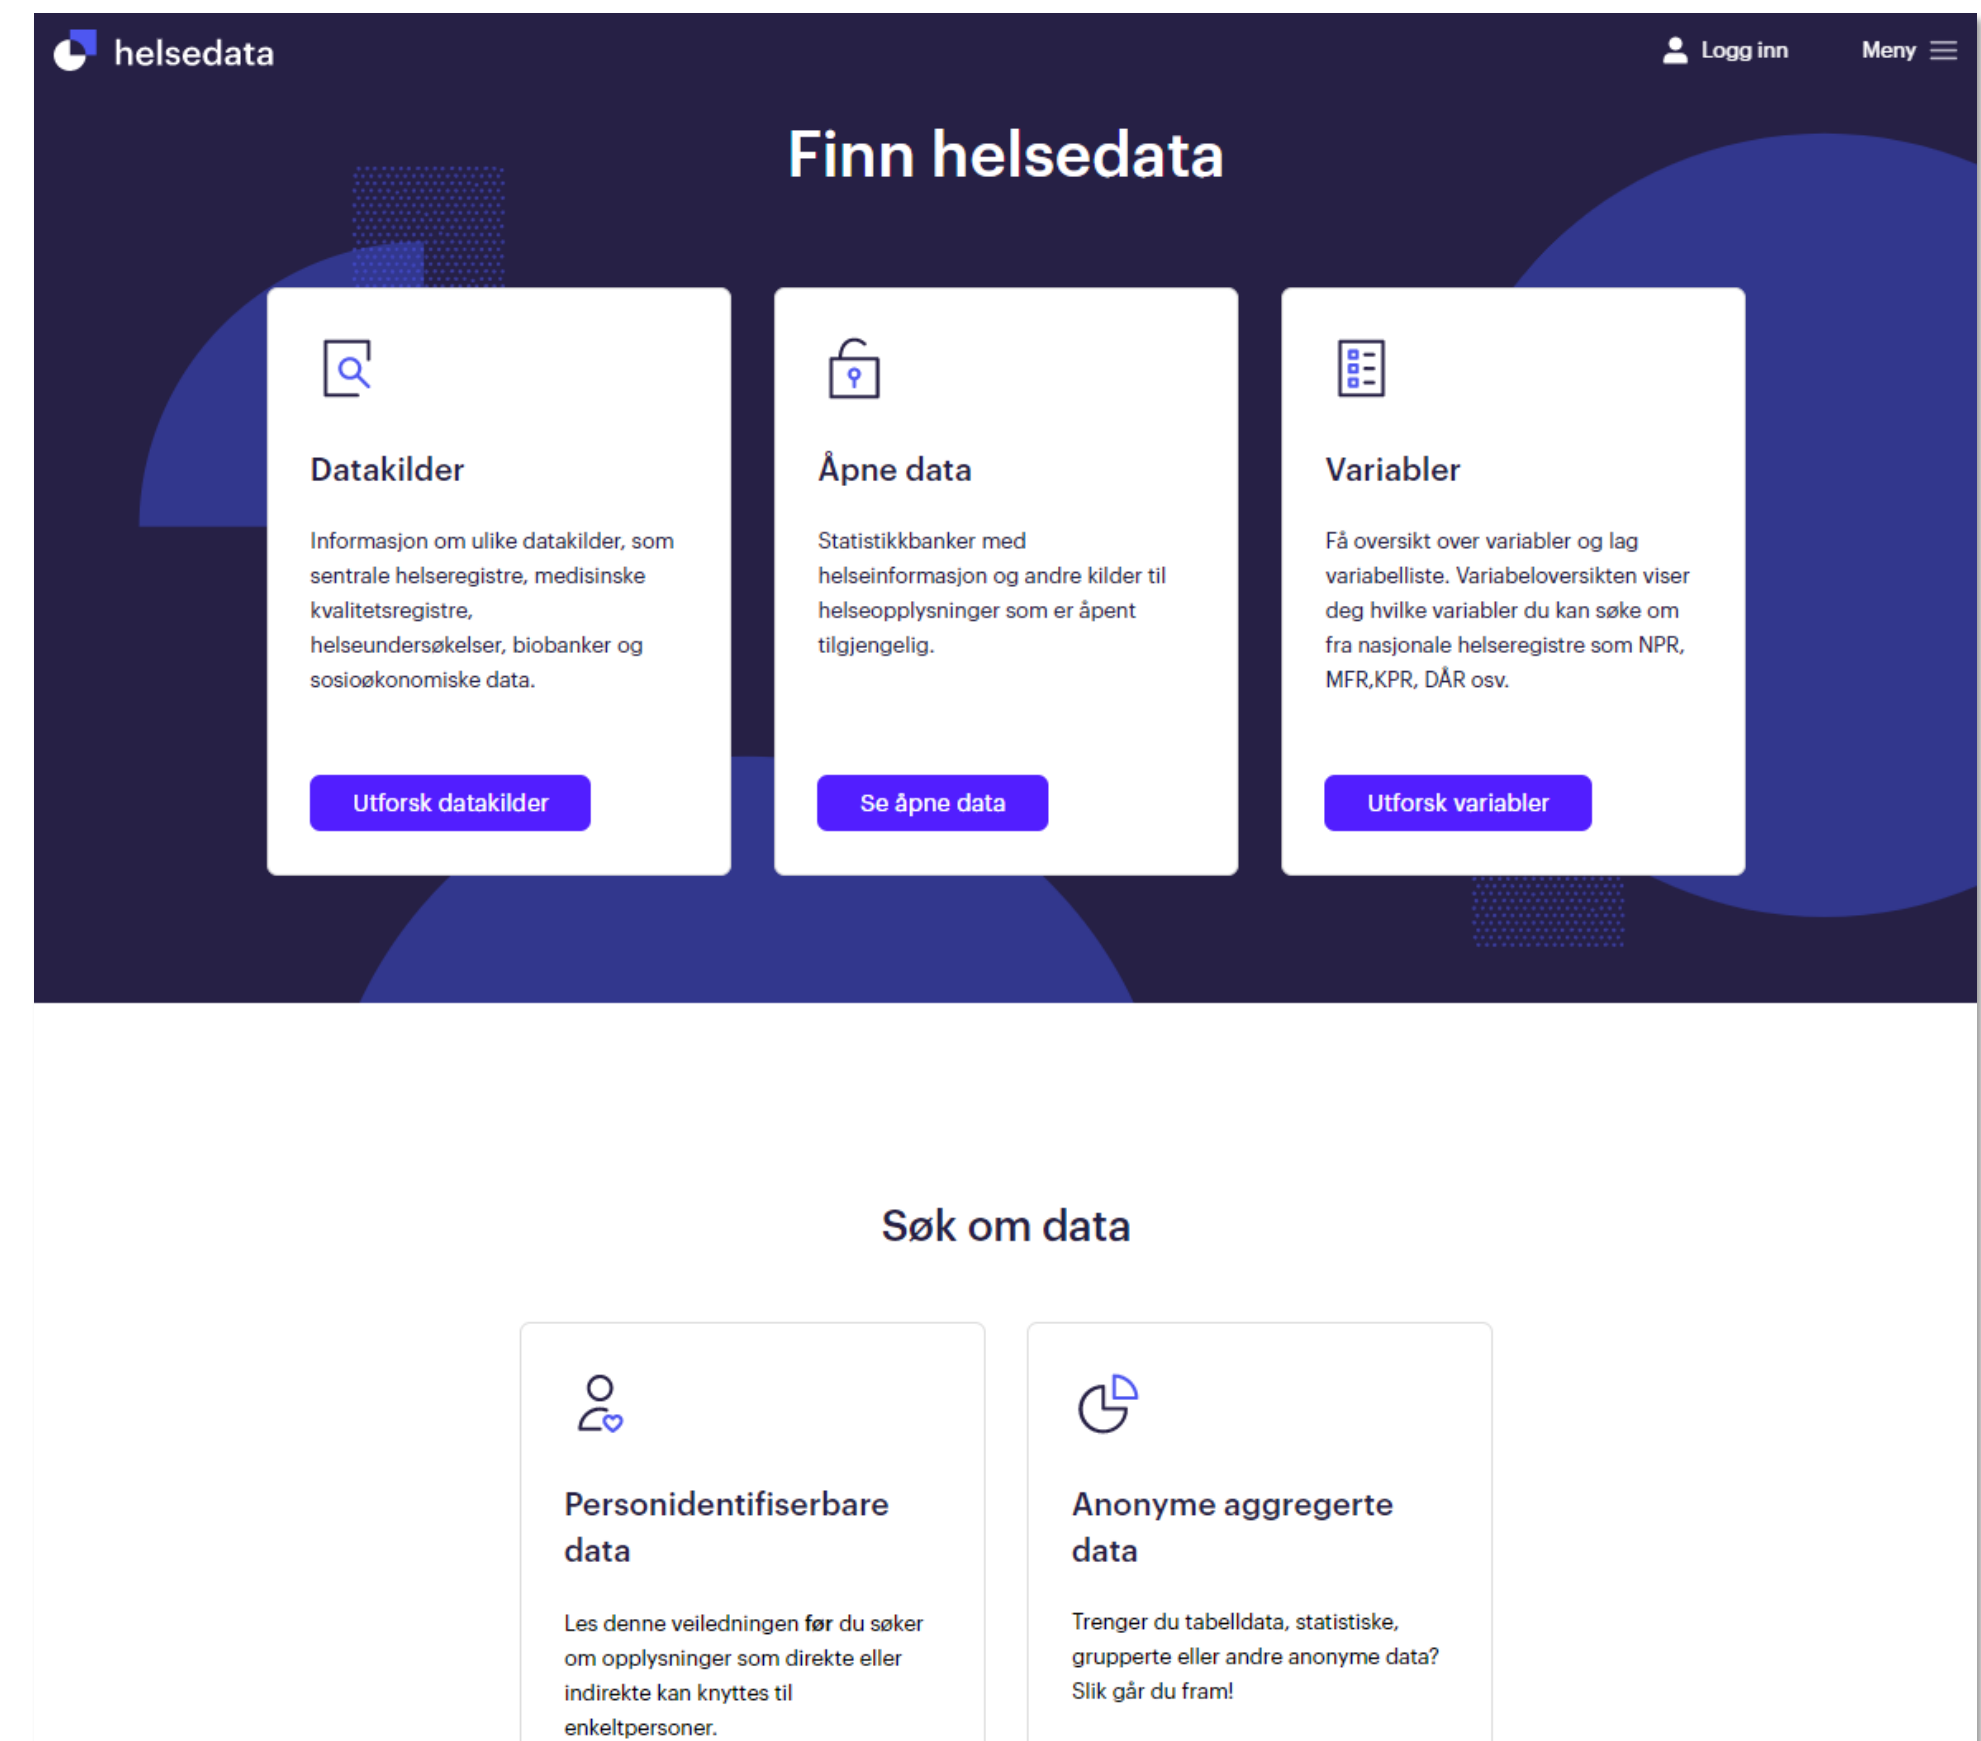 helsedata
Logg inn
Meny
Finn helsedata
Datakilder
Informasjon om ulike datakilder, som
sentrale helseregistre, medisinske
kvalitetsregistre,
helseundersøkelser, biobanker og
sosioøkonomiske data.
Utforsk datakilder
Åpne data
Statistikkbanker med
helseinformasjon og andre kilder til
helseopplysninger som er åpent
tilgjengelig.
Se åpne data
Variabler
Få oversikt over variabler og lag
variabelliste. Variabeloversikten viser
deg hvilke variabler du kan søke om
fra nasjonale helseregistre som NPR,
MFR,KPR, DÅR osv.
Utforsk variabler
Søk om data
Personidentifiserbare
data
Les denne veiledningen før du søker
om opplysninger som direkte eller
indirekte kan knyttes til
enkeltpersoner.
Anonyme aggregerte
data
Trenger du tabelldata, statistiske,
grupperte eller andre anonyme data?
Slik går du fram!